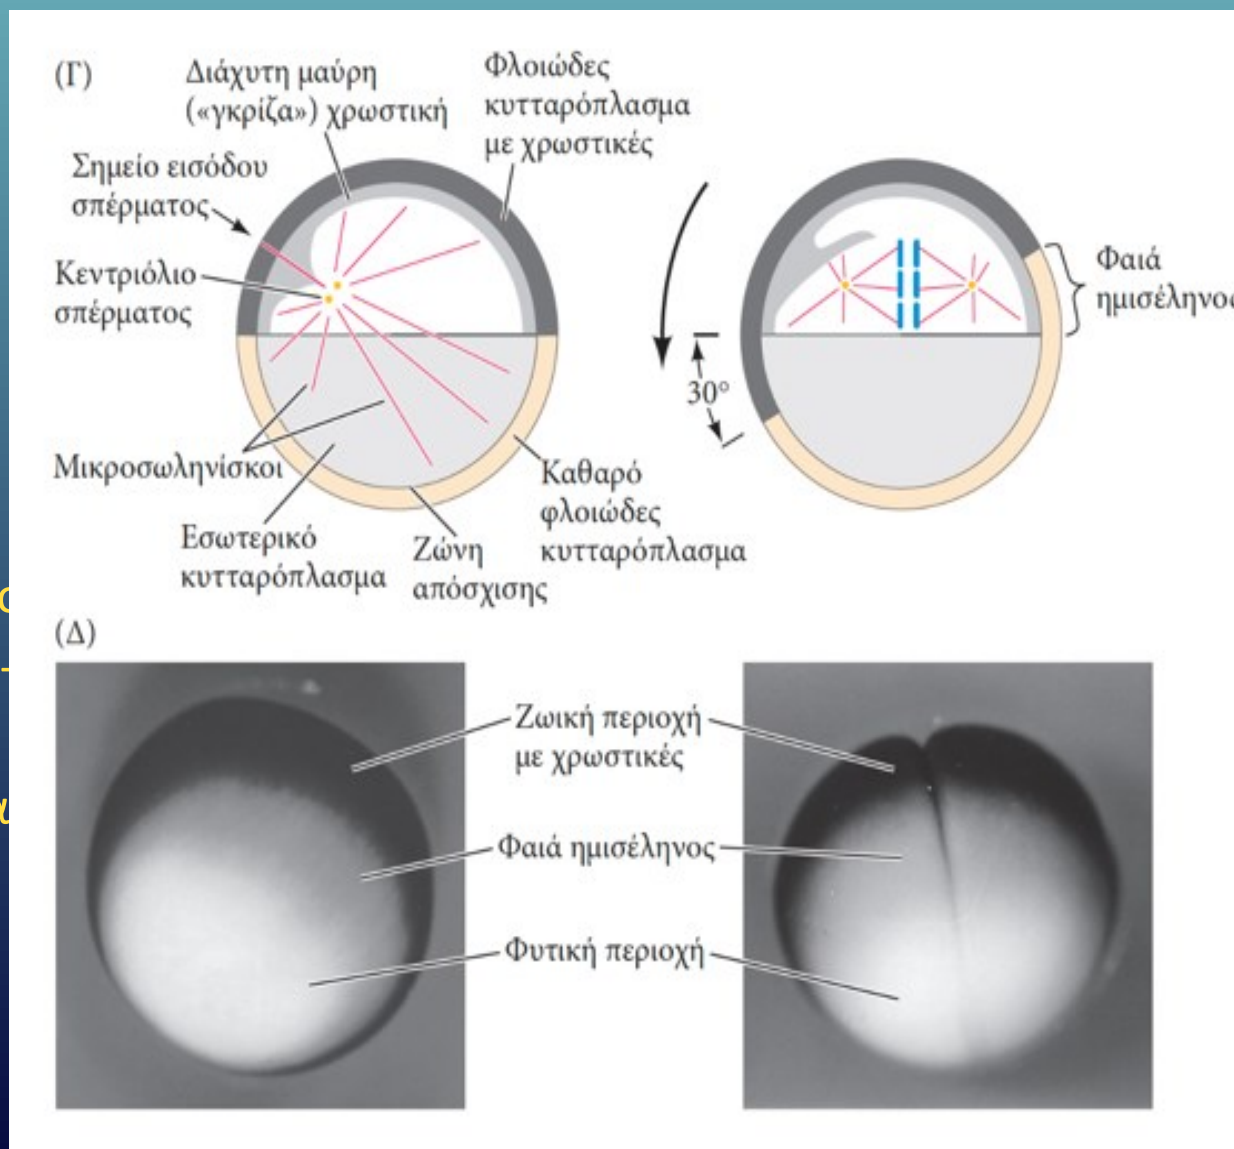 (Γ)
Διάχυτη μαύρη
(«γκρίζα») χρωστική
Φλοιώδες
κυτταρόπλασμα
με χρωστικές
Σημείο εισόδου
σπέρματος
Κεντριόλιο
σπέρματος
Μικροσωληνίσκοι
Εσωτερικό
κυτταρόπλασμα
Ζώνη
απόσχισης
Καθαρό
φλοιώδες
κυτταρόπλασμα
30°
Φαιά
ημισέληνος
(Δ)
Ζωική περιοχή
με χρωστικές
Φαιά ημισέληνος
Φυτική περιοχή